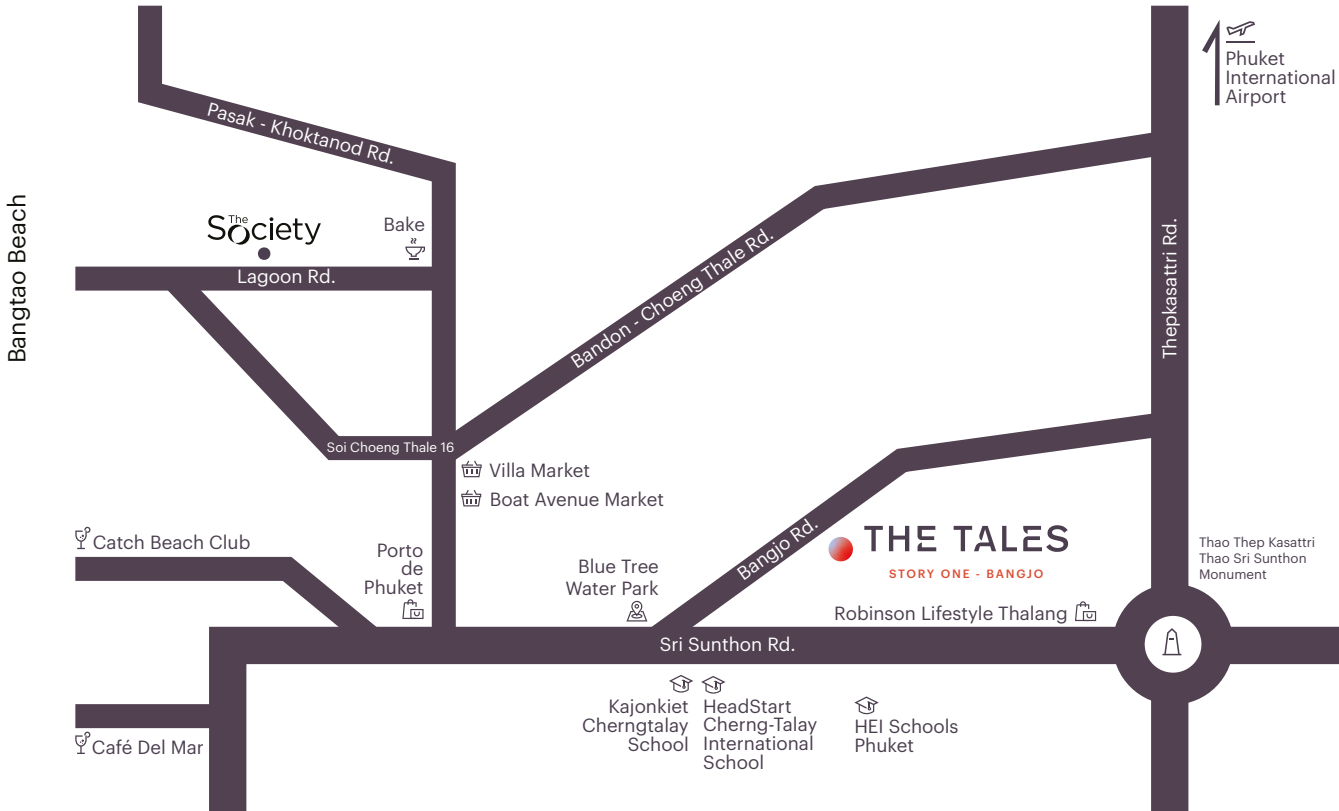 Phuket
International
Airport
Pasak - Khoktanod Rd.
Bangtao Beach
The
Society
Bake
Lagoon Rd.
Bandon - Choeng Thale Rd.
Thepkasattri Rd.
Soi Choeng Thale 16
Villa Market
Boat Avenue Market
Catch Beach Club
Porto
de
Phuket
Blue Tree
Water Park
Bangjo Rd.
THE TALES
STORY ONE - BANGJO
Thao Thep Kasattri
Thao Sri Sunthon
Monument
Robinson Lifestyle Thalang
Sri Sunthon Rd.
Kajonkiet
Cherngtalay
School
HeadStart
Cherng-Talay
International
School
HEI Schools
Phuket
Café Del Mar